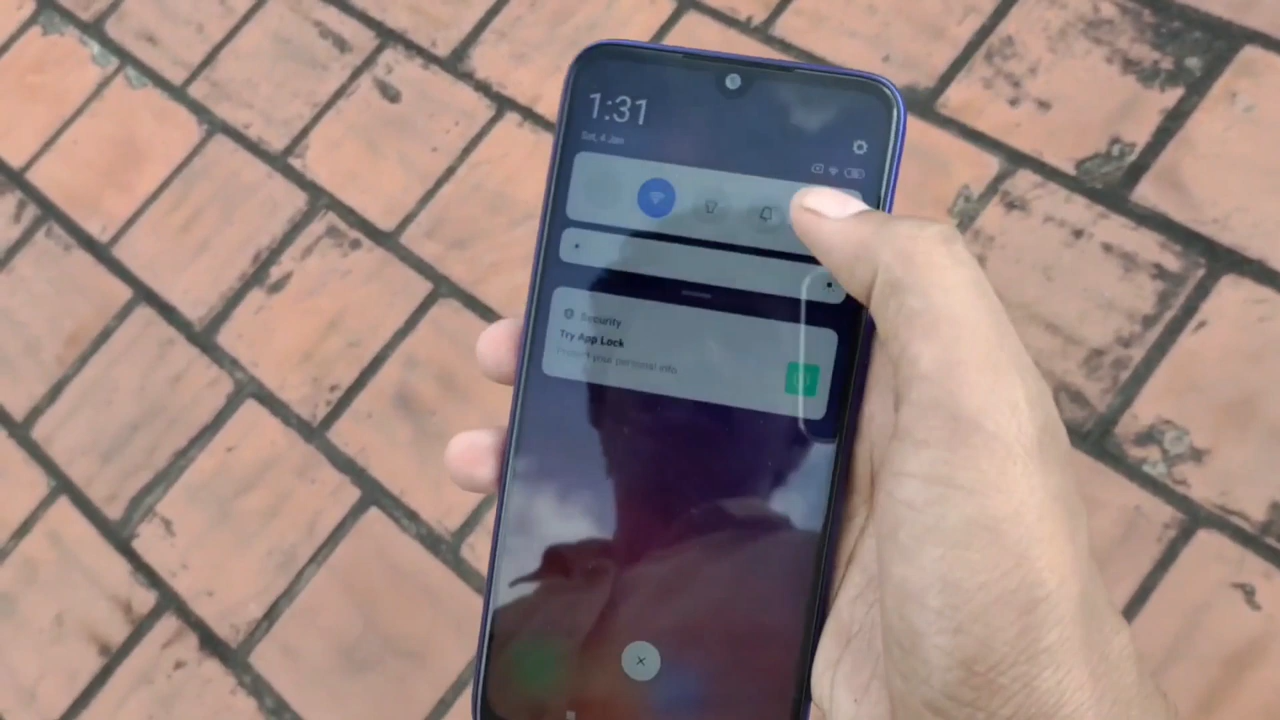 1:31
Sat, 4 Jan
Security
Try App Lock
Protect your personal info